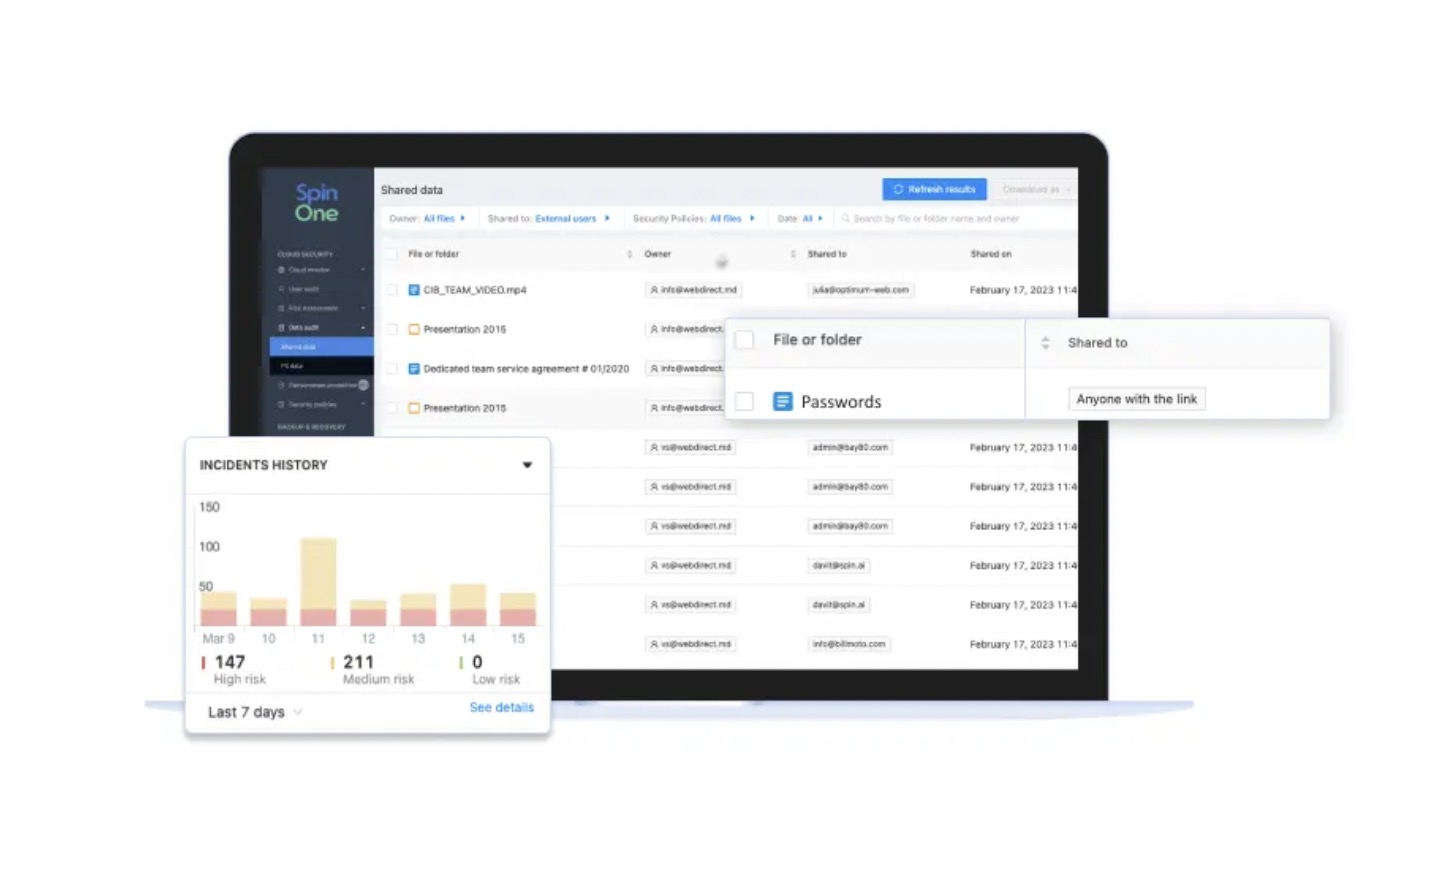 Spin
One
Shared data
Refresh results
Download as
Owner: All files
Shared to: External users
Security Policies: All files
Date: All
Search by file or folder name and owner
CLOUD SECURITY
Cloud monitor
User audit
Risk assessment
Data audit
Shared data
PII data
Ransomware protection
Security policies
BACKUP & RECOVERY
File or folder
Owner
Shared to
Shared on
CIB_TEAM_VIDEO.mp4
info@webdirect.md
julia@optimum-web.com
February 17, 2023 11:4
Presentation 2015
info@webdirect.
Dedicated team service agreement # 01/2020
info@webdirect.
Presentation 2015
info@webdirect.
File or folder
Shared to
Passwords
Anyone with the link
vs@webdirect.md
admin@bay80.com
February 17, 2023 11:4
vs@webdirect.md
admin@bay80.com
February 17, 2023 11:4
vs@webdirect.md
admin@bay80.com
February 17, 2023 11:4
vs@webdirect.md
davit@spin.ai
February 17, 2023 11:4
vs@webdirect.md
davit@spin.ai
February 17, 2023 11:4
vs@webdirect.md
info@billmoto.com
February 17, 2023 11:4
INCIDENTS HISTORY
150
100
50
Mar 9
10
11
12
13
14
15
147
High risk
211
Medium risk
0
Low risk
Last 7 days
See details